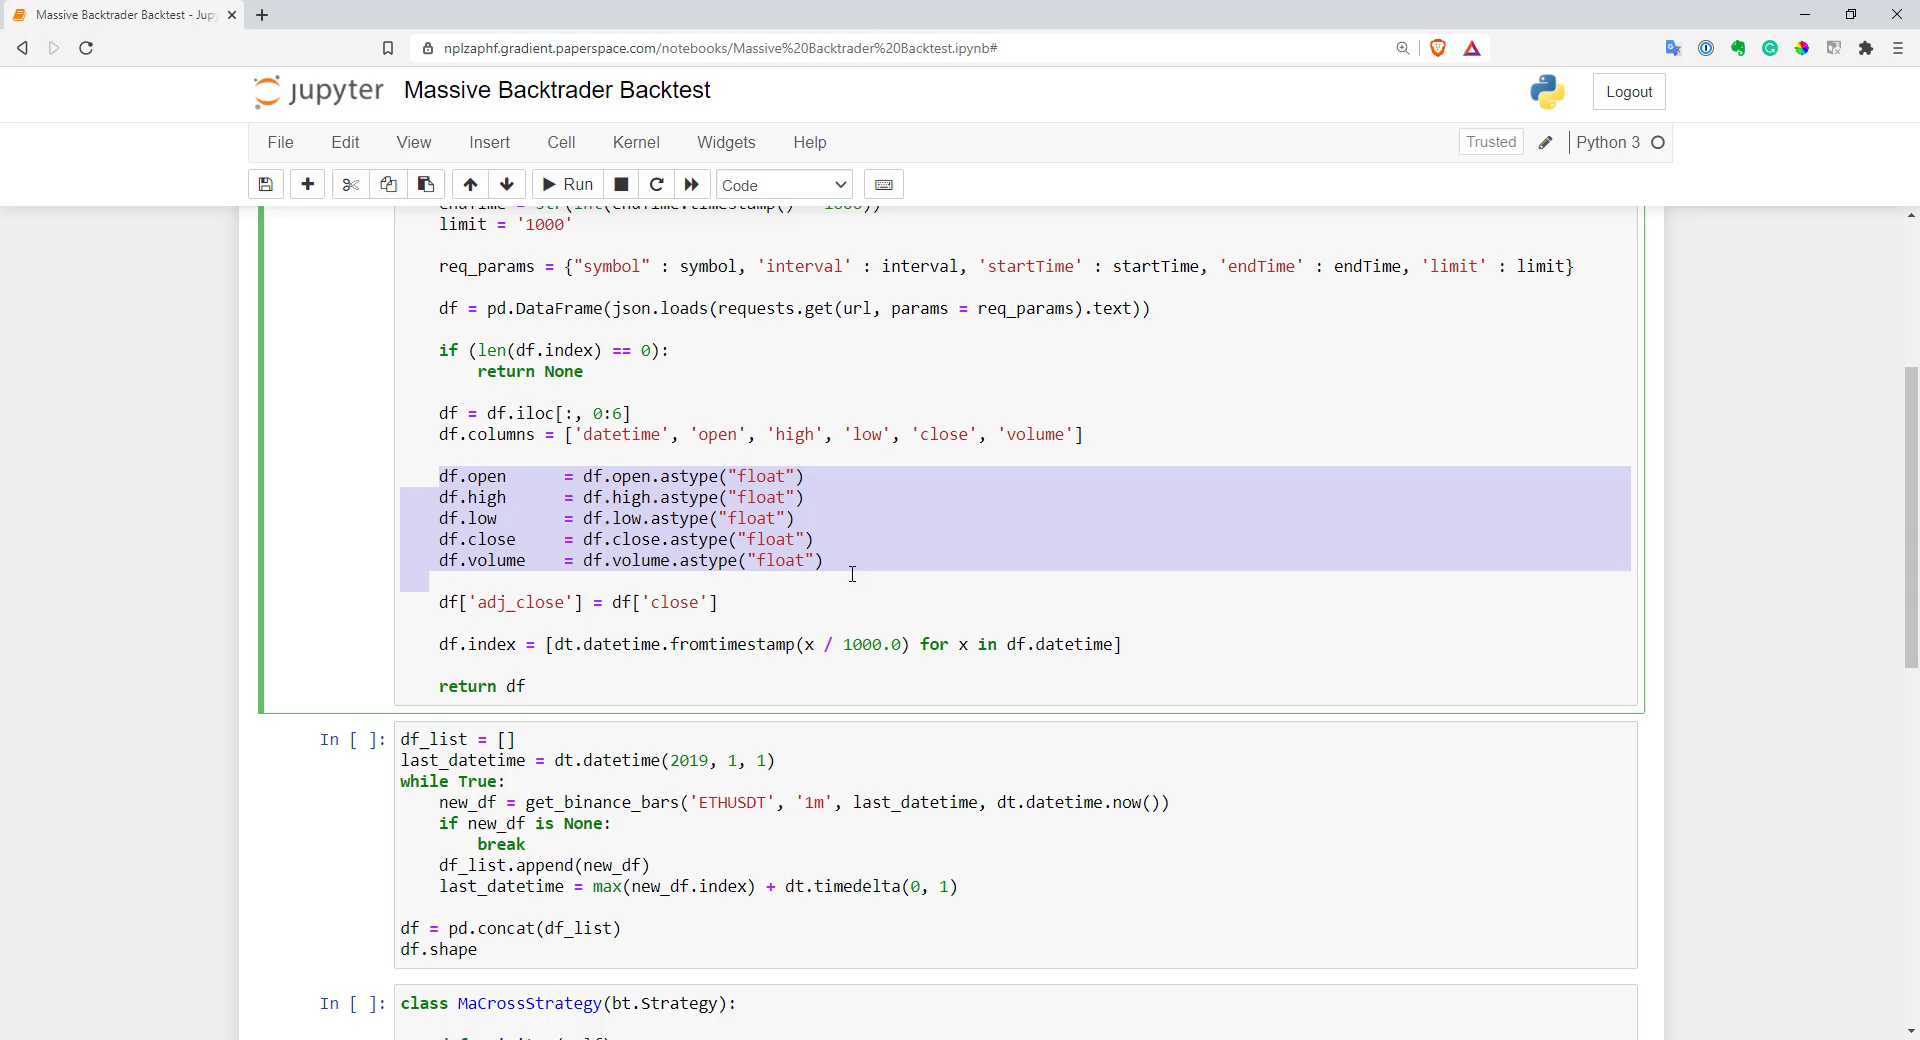 Massive Backtrader Backtest - Jup
nplzaphf.gradient.paperspace.com/notebooks/Massive%20Backtrader%20Backtest.ipynb#
jupyter Massive Backtrader Backtest
Logout
File Edit View Insert Cell Kernel Widgets Help
Trusted Python 3
Run Code
limit = '1000'
req_params = {"symbol" : symbol, 'interval' : interval, 'startTime' : startTime, 'endTime' : endTime, 'limit' : limit}
df = pd.DataFrame(json.loads(requests.get(url, params = req_params).text))
if (len(df.index) == 0):
return None
df = df.iloc[:, 0:6]
df.columns = ['datetime', 'open', 'high', 'low', 'close', 'volume']
df.open = df.open.astype("float")
df.high = df.high.astype("float")
df.low = df.low.astype("float")
df.close = df.close.astype("float")
df.volume = df.volume.astype("float")
df['adj_close'] = df['close']
df.index = [dt.datetime.fromtimestamp(x / 1000.0) for x in df.datetime]
return df
In [ ]: df_list = []
last_datetime = dt.datetime(2019, 1, 1)
while True:
new_df = get_binance_bars('ETHUSDT', '1m', last_datetime, dt.datetime.now())
if new_df is None:
break
df_list.append(new_df)
last_datetime = max(new_df.index) + dt.timedelta(0, 1)
df = pd.concat(df_list)
df.shape
In [ ]: class MaCrossStrategy(bt.Strategy):